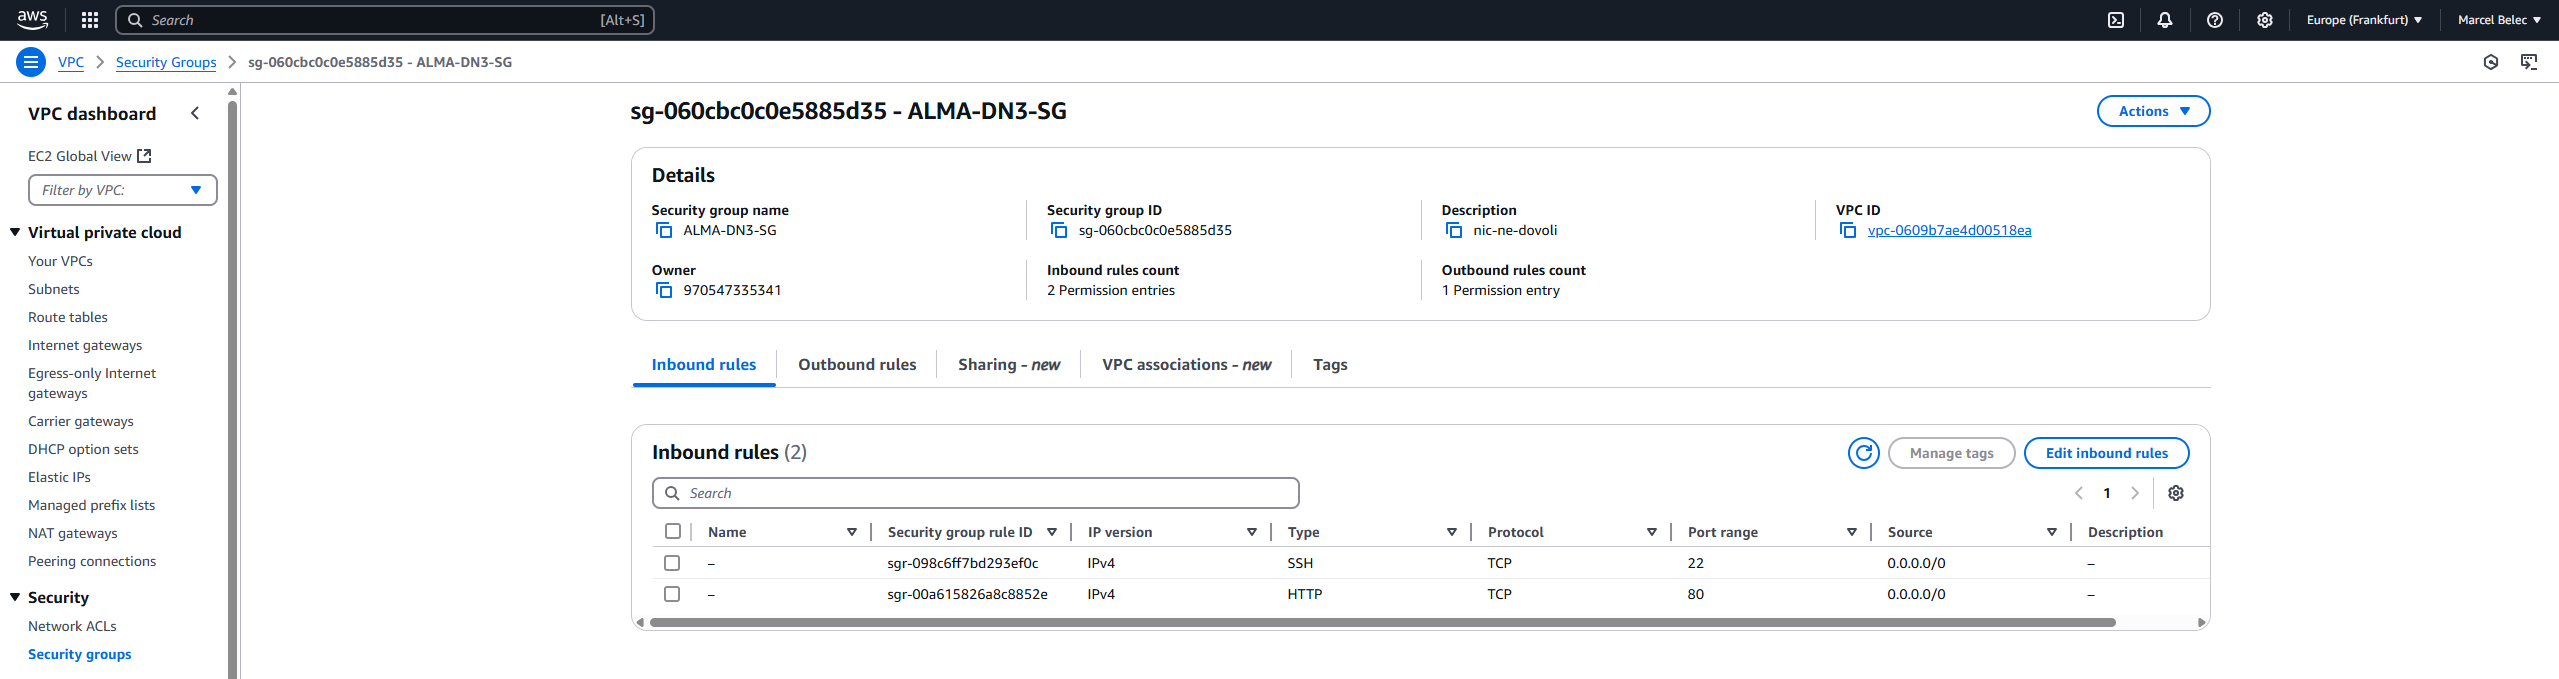 aws
Search [Alt+S]
Europe (Frankfurt)
Marcel Belec
VPC
Security Groups
sg-060cbc0c0e5885d35 - ALMA-DN3-SG
VPC dashboard
EC2 Global View
Filter by VPC:
Virtual private cloud
Your VPCs
Subnets
Route tables
Internet gateways
Egress-only Internet
gateways
Carrier gateways
DHCP option sets
Elastic IPs
Managed prefix lists
NAT gateways
Peering connections
Security
Network ACLs
Security groups
sg-060cbc0c0e5885d35 - ALMA-DN3-SG
Actions
Details
Security group name
ALMA-DN3-SG
Security group ID
sg-060cbc0c0e5885d35
Description
nic-ne-dovoli
VPC ID
vpc-0609b7ae4d00518ea
Owner
970547335341
Inbound rules count
2 Permission entries
Outbound rules count
1 Permission entry
Inbound rules
Outbound rules
Sharing - new
VPC associations - new
Tags
Inbound rules (2)
Manage tags
Edit inbound rules
Search
1
Name Security group rule ID IP version Type Protocol Port range Source Description
– sgr-098c6ff7bd293ef0c IPv4 SSH TCP 22 0.0.0.0/0 –
– sgr-00a615826a8c8852e IPv4 HTTP TCP 80 0.0.0.0/0 –